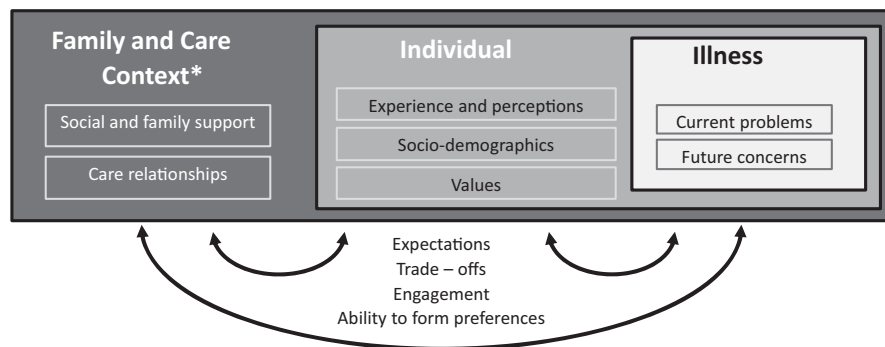 Family and Care
Context*
Social and family support
Care relationships
Individual
Experience and perceptions
Socio-demographics
Values
Illness
Current problems
Future concerns
Expectations
Trade – offs
Engagement
Ability to form preferences